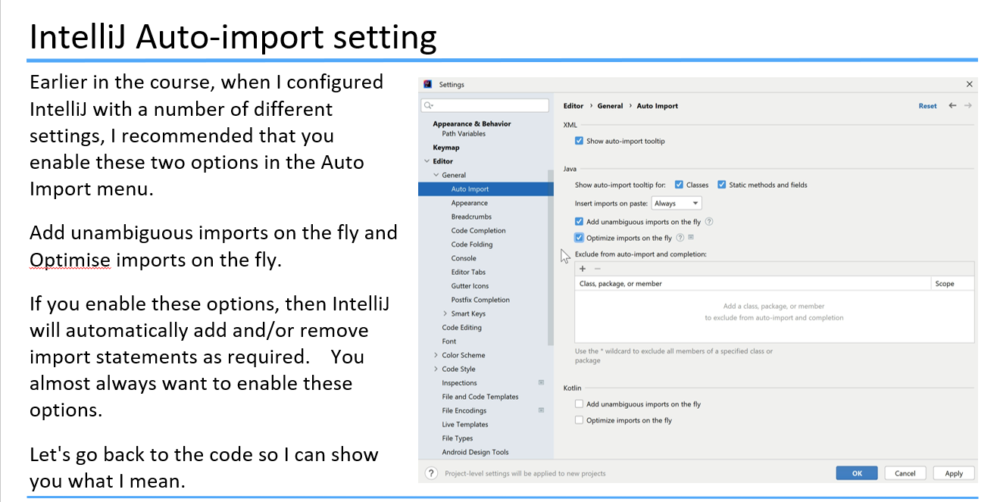 IntelliJ Auto-import setting
Earlier in the course, when I configured
IntelliJ with a number of different
settings, I recommended that you
enable these two options in the Auto
Import menu.
Add unambiguous imports on the fly and
Optimise imports on the fly.
If you enable these options, then IntelliJ
will automatically add and/or remove
import statements as required. You
almost always want to enable these
options.
Let's go back to the code so I can show
you what I mean.
Settings
Appearance & Behavior
Path Variables
Keymap
Editor
General
Auto Import
Appearance
Breadcrumbs
Code Completion
Code Folding
Console
Editor Tabs
Gutter Icons
Postfix Completion
Smart Keys
Code Editing
Font
Color Scheme
Code Style
Inspections
File and Code Templates
File Encodings
Live Templates
File Types
Android Design Tools
Editor › General › Auto Import
Reset
XML
Show auto-import tooltip
Java
Show auto-import tooltip for: Classes Static methods and fields
Insert imports on paste: Always
Add unambiguous imports on the fly ?
Optimize imports on the fly ?
Exclude from auto-import and completion:
+ −
Class, package, or member Scope
Add a class, package, or member
to exclude from auto-import and completion
Use the * wildcard to exclude all members of a specified class or
package
Kotlin
Add unambiguous imports on the fly
Optimize imports on the fly
? Project-level settings will be applied to new projects
OK Cancel Apply